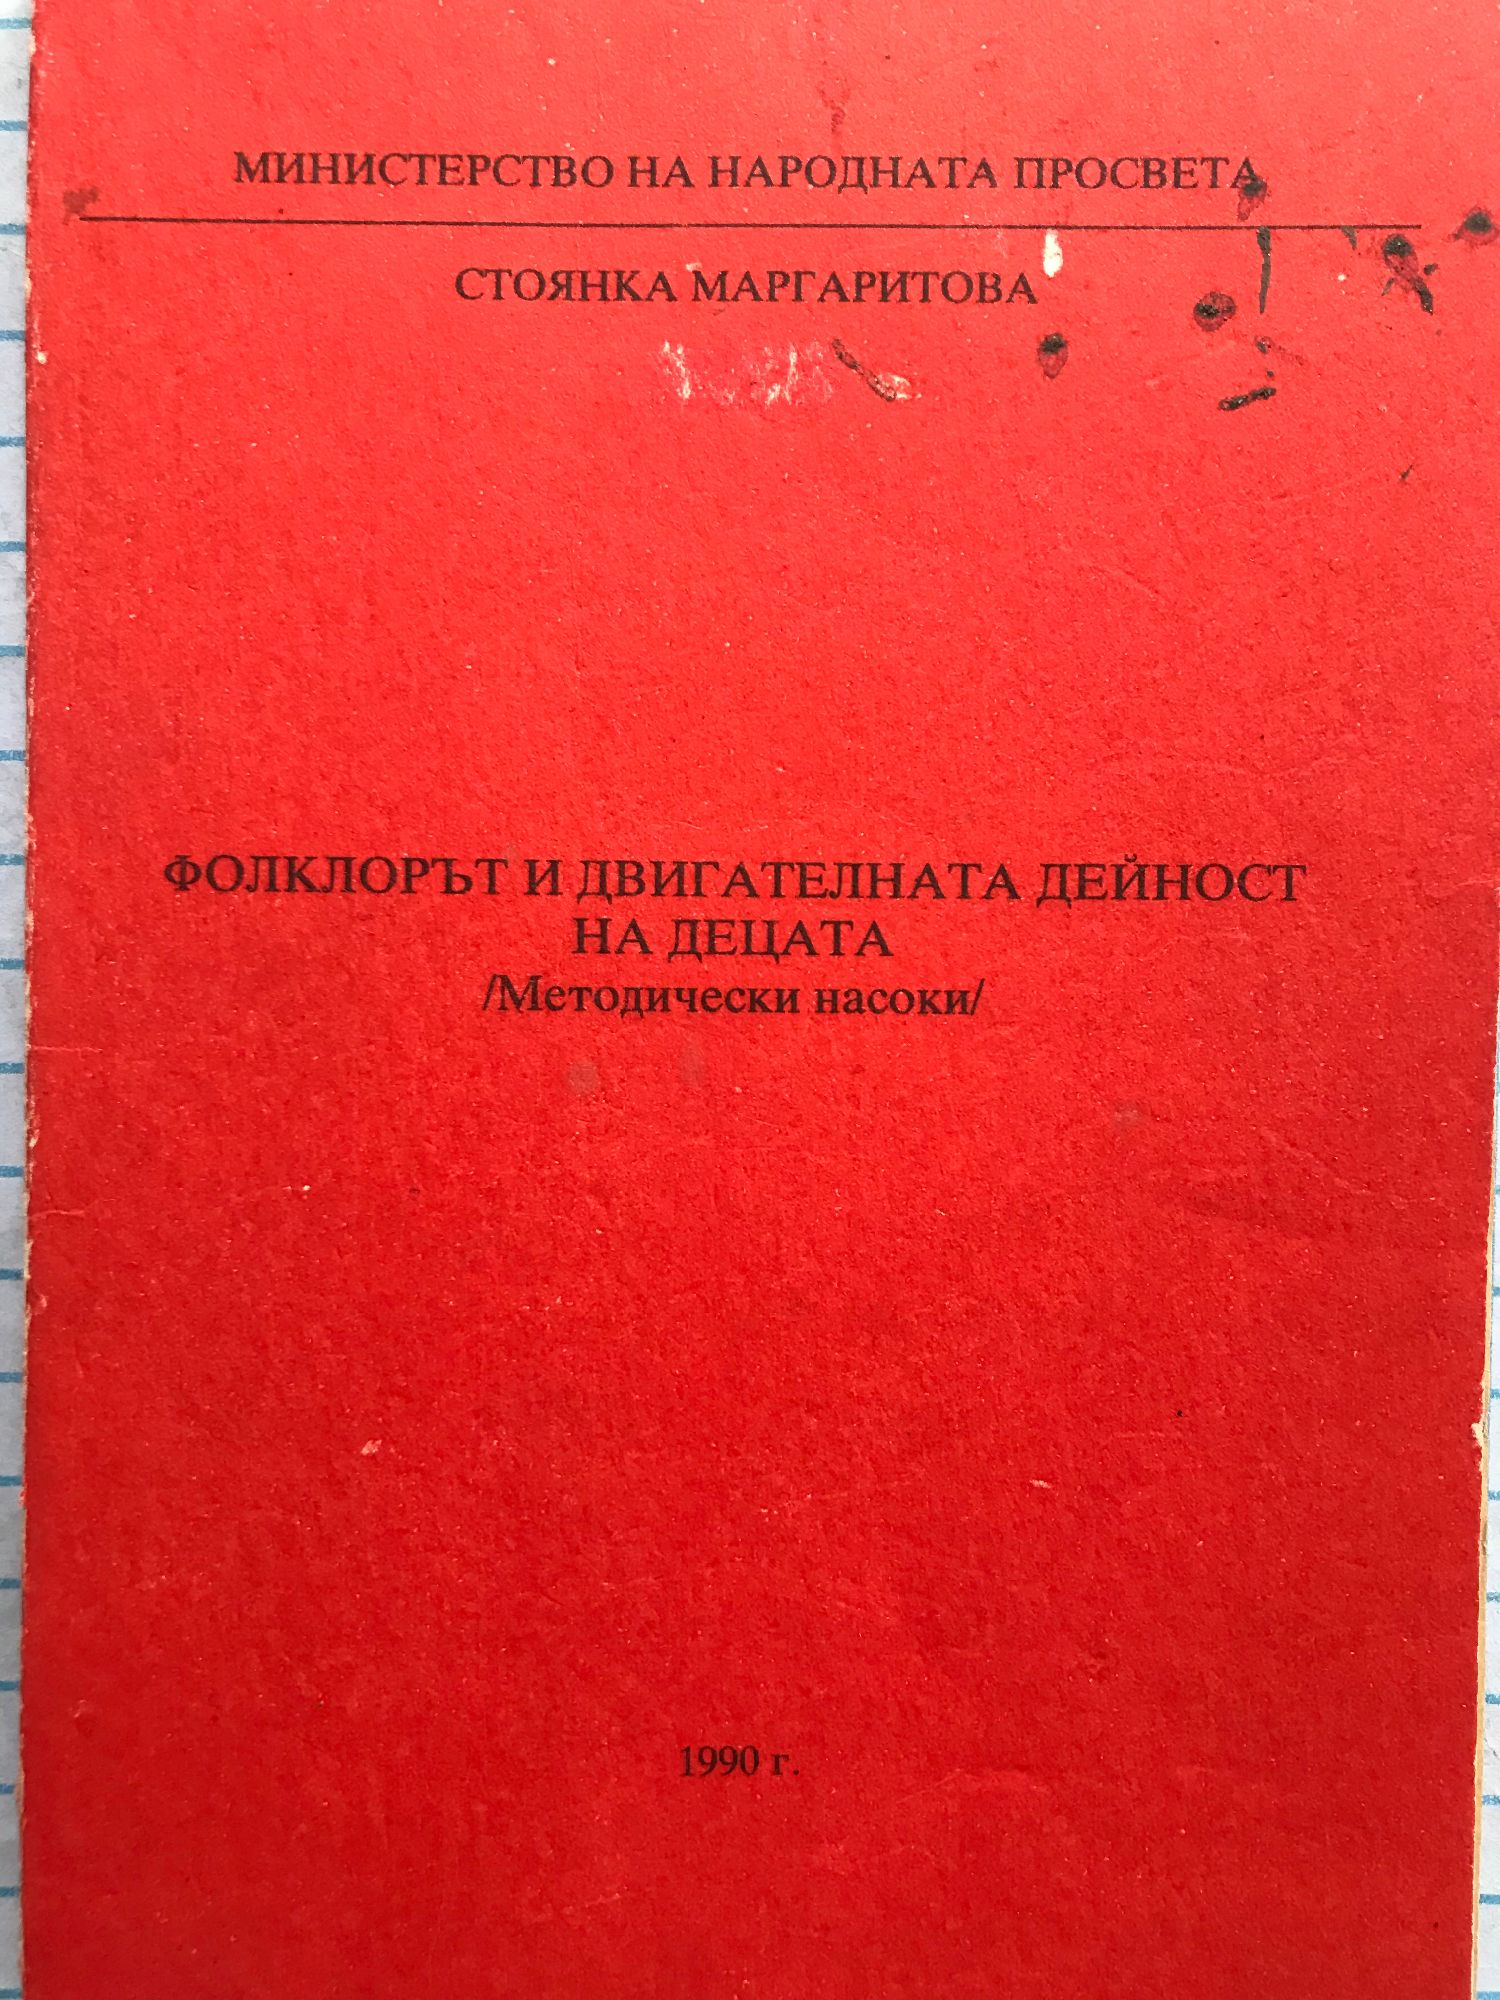 МИНИСТЕРСТВО НА НАРОДНАТА ПРОСВЕТА
СТОЯНКА МАРГАРИТОВА
ФОЛКЛОРЪТ И ДВИГАТЕЛНАТА ДЕЙНОСТ
НА ДЕЦАТА
/Методически насоки/
1990 г.